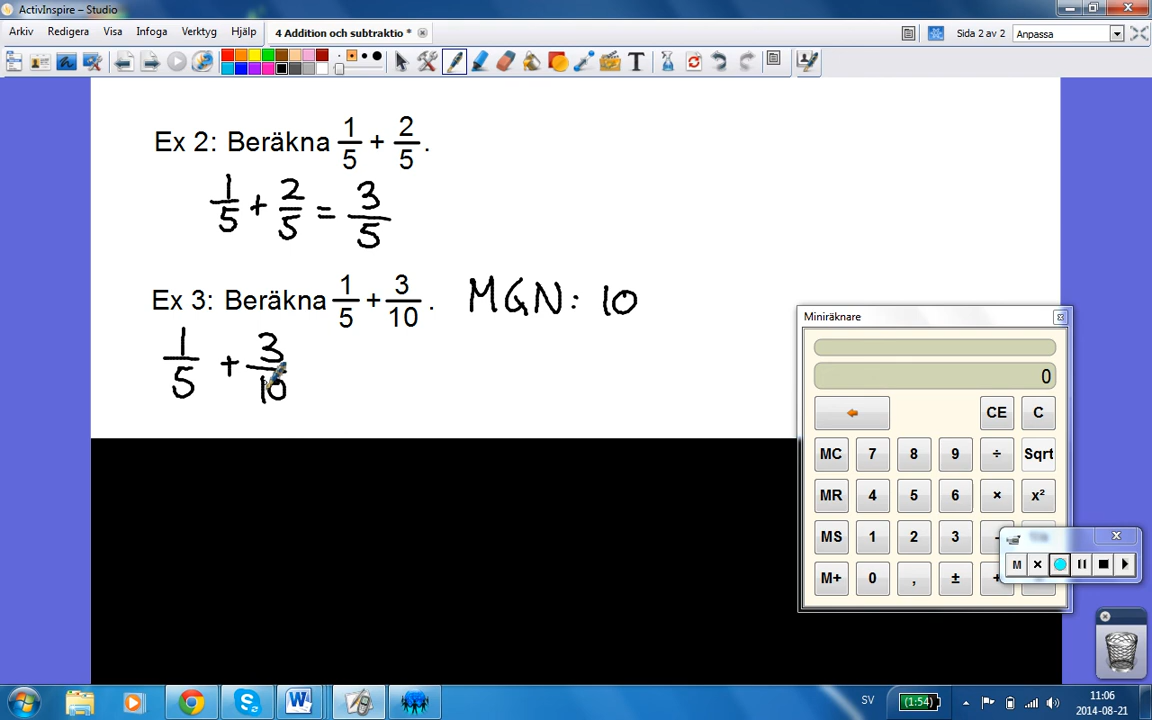 ActivInspire – Studio
Arkiv Redigera Visa Infoga Verktyg Hjälp 4 Addition och subtraktio * Sida 2 av 2 Anpassa
Ex 2: Beräkna 1/5 + 2/5.
1/5 + 2/5 = 3/5
Ex 3: Beräkna 1/5 + 3/10. MGN: 10
1/5 + 3/10
Miniräknare
0
CE C
MC 7 8 9 ÷ Sqrt
MR 4 5 6 × x²
MS 1 2 3 -
M+ 0 , ± +
M
SV (1:54) 11:06
2014-08-21